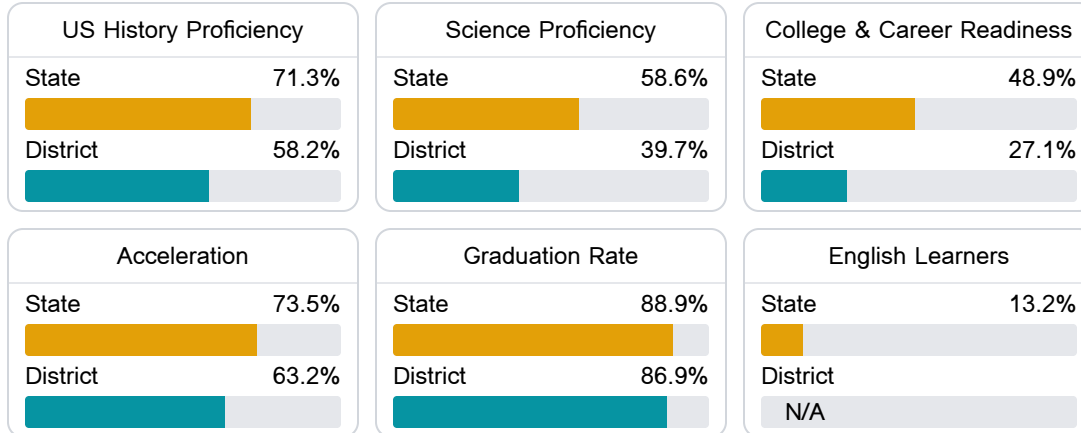 US History Proficiency
State 71.3%
District 58.2%
Science Proficiency
State 58.6%
District 39.7%
College & Career Readiness
State 48.9%
District 27.1%
Acceleration
State 73.5%
District 63.2%
Graduation Rate
State 88.9%
District 86.9%
English Learners
State 13.2%
District
N/A